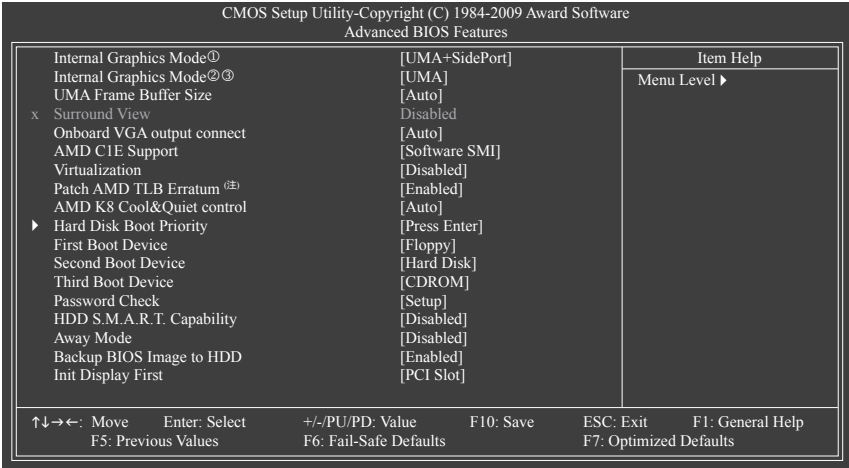 CMOS Setup Utility-Copyright (C) 1984-2009 Award Software
Advanced BIOS Features
Internal Graphics Mode① [UMA+SidePort] Item Help
Internal Graphics Mode②③ [UMA] Menu Level ▶
UMA Frame Buffer Size [Auto]
x Surround View Disabled
Onboard VGA output connect [Auto]
AMD C1E Support [Software SMI]
Virtualization [Disabled]
Patch AMD TLB Erratum (注) [Enabled]
AMD K8 Cool&Quiet control [Auto]
▶ Hard Disk Boot Priority [Press Enter]
First Boot Device [Floppy]
Second Boot Device [Hard Disk]
Third Boot Device [CDROM]
Password Check [Setup]
HDD S.M.A.R.T. Capability [Disabled]
Away Mode [Disabled]
Backup BIOS Image to HDD [Enabled]
Init Display First [PCI Slot]
↑↓→←: Move Enter: Select +/-/PU/PD: Value F10: Save ESC: Exit F1: General Help
F5: Previous Values F6: Fail-Safe Defaults F7: Optimized Defaults